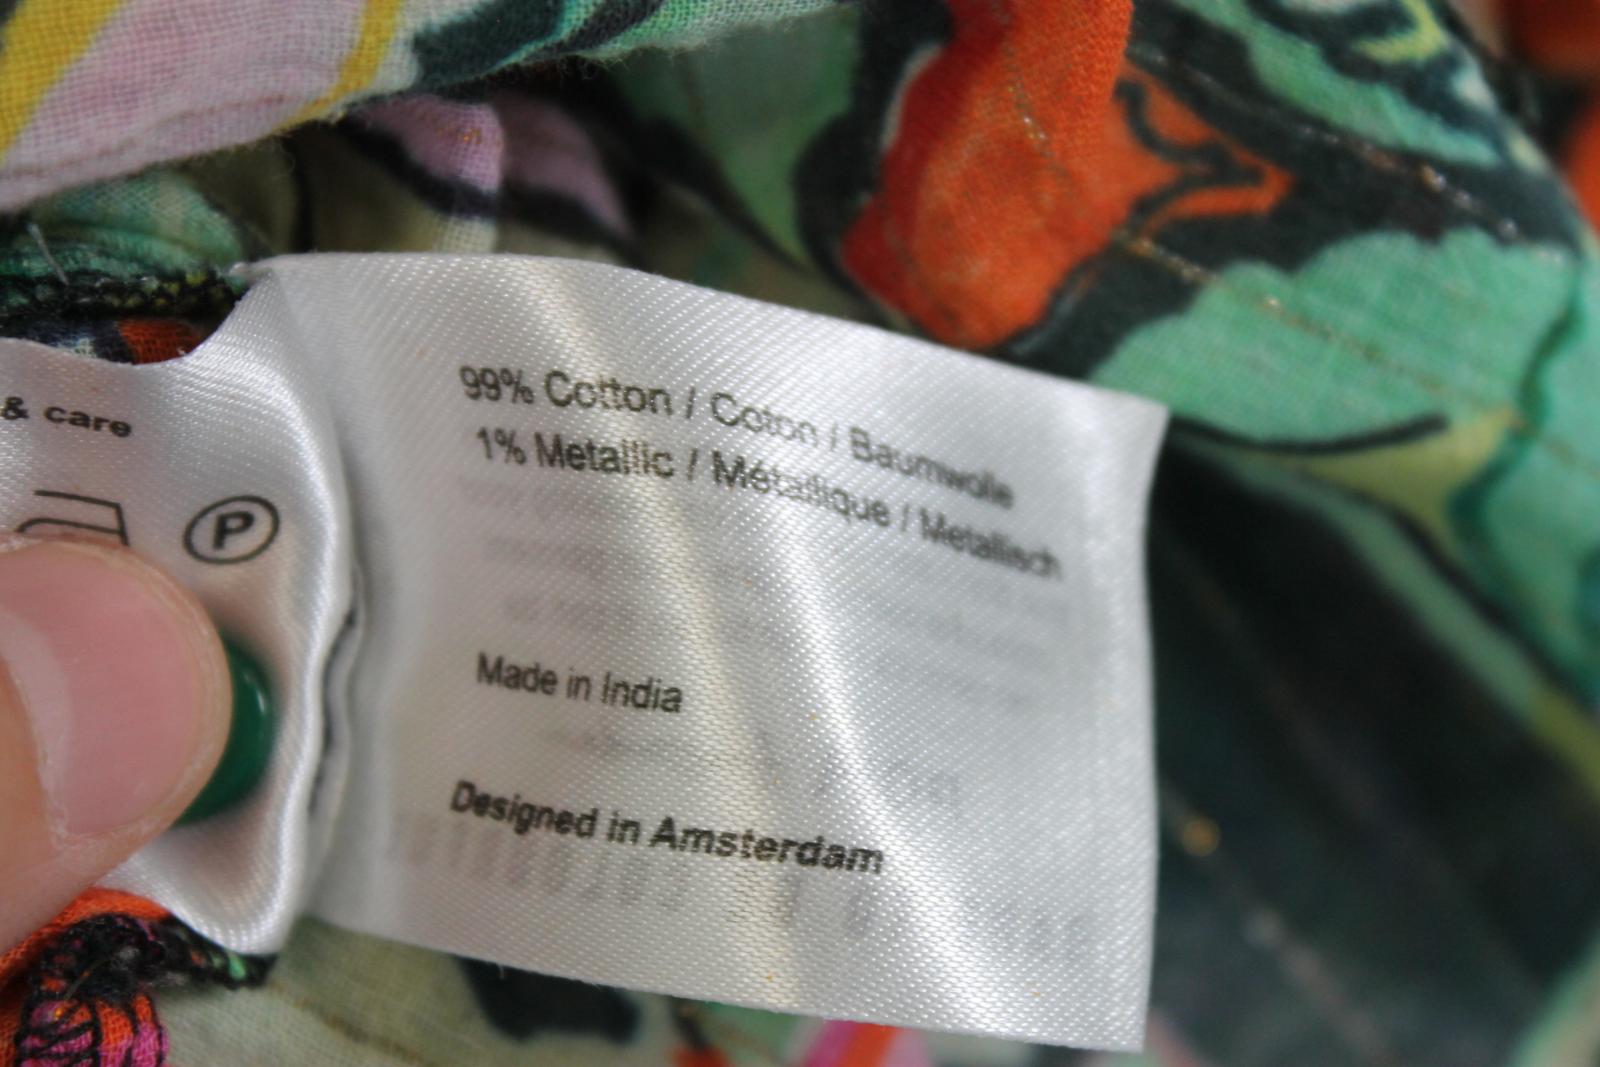 & care
P
99% Cotton / Coton / Baumwolle
1% Metallic / Métallique / Metallisch
Made in India
Designed in Amsterdam